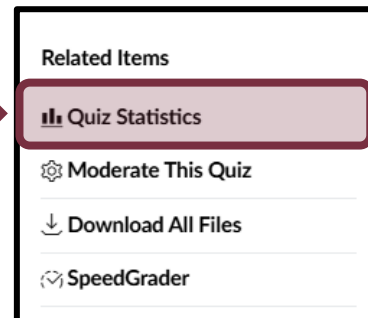 Related Items
Quiz Statistics
Moderate This Quiz
Download All Files
SpeedGrader